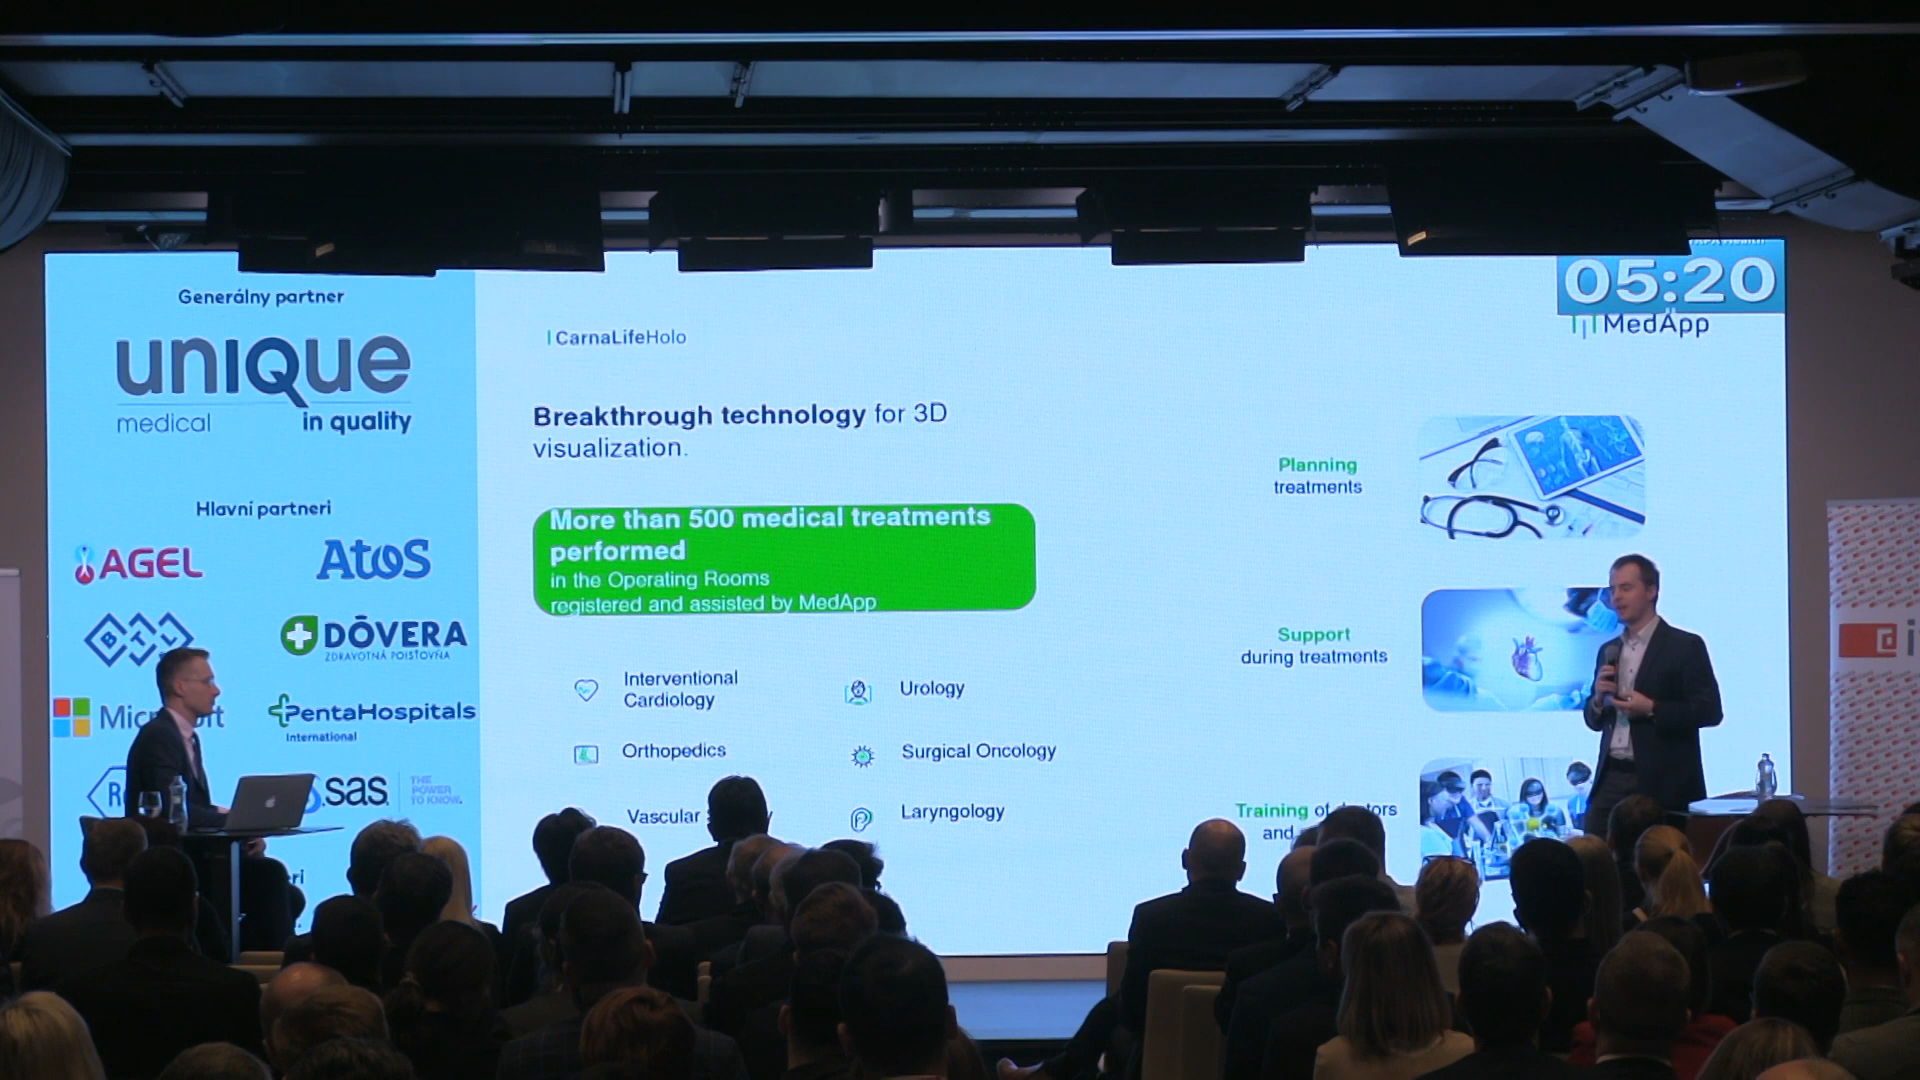 Generálny partner
unIQue
medical
in quality
Hlavní partneri
AGEL
Atos
BTL
DÔVERA
ZDRAVOTNÁ POISŤOVŇA
PentaHospitals
International
sas
THE
POWER
TO KNOW.
CarnaLifeHolo
Breakthrough technology for 3D
visualization.
More than 500 medical treatments
performed
in the Operating Rooms
registered and assisted by MedApp
Interventional
Cardiology
Orthopedics
Vascular
Urology
Surgical Oncology
Laryngology
05:20
MedApp
Planning
treatments
Support
during treatments
Training of
and